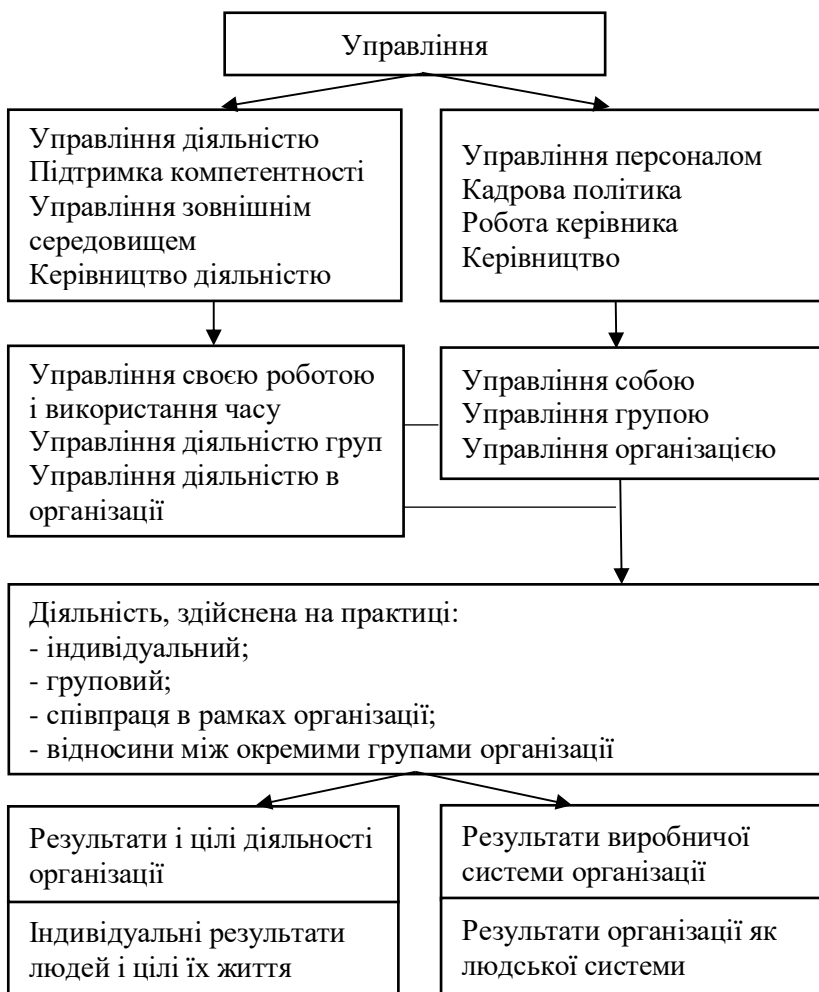 Управління
Управління діяльністю
Підтримка компетентності
Управління зовнішнім
середовищем
Керівництво діяльністю
Управління персоналом
Кадрова політика
Робота керівника
Керівництво
Управління своєю роботою
і використання часу
Управління діяльністю груп
Управління діяльністю в
організації
Управління собою
Управління групою
Управління організацією
Діяльність, здійснена на практиці:
- індивідуальний;
- груповий;
- співпраця в рамках організації;
- відносини між окремими групами організації
Результати і цілі діяльності
організації
Індивідуальні результати
людей і цілі їх життя
Результати виробничої
системи організації
Результати організації як
людської системи